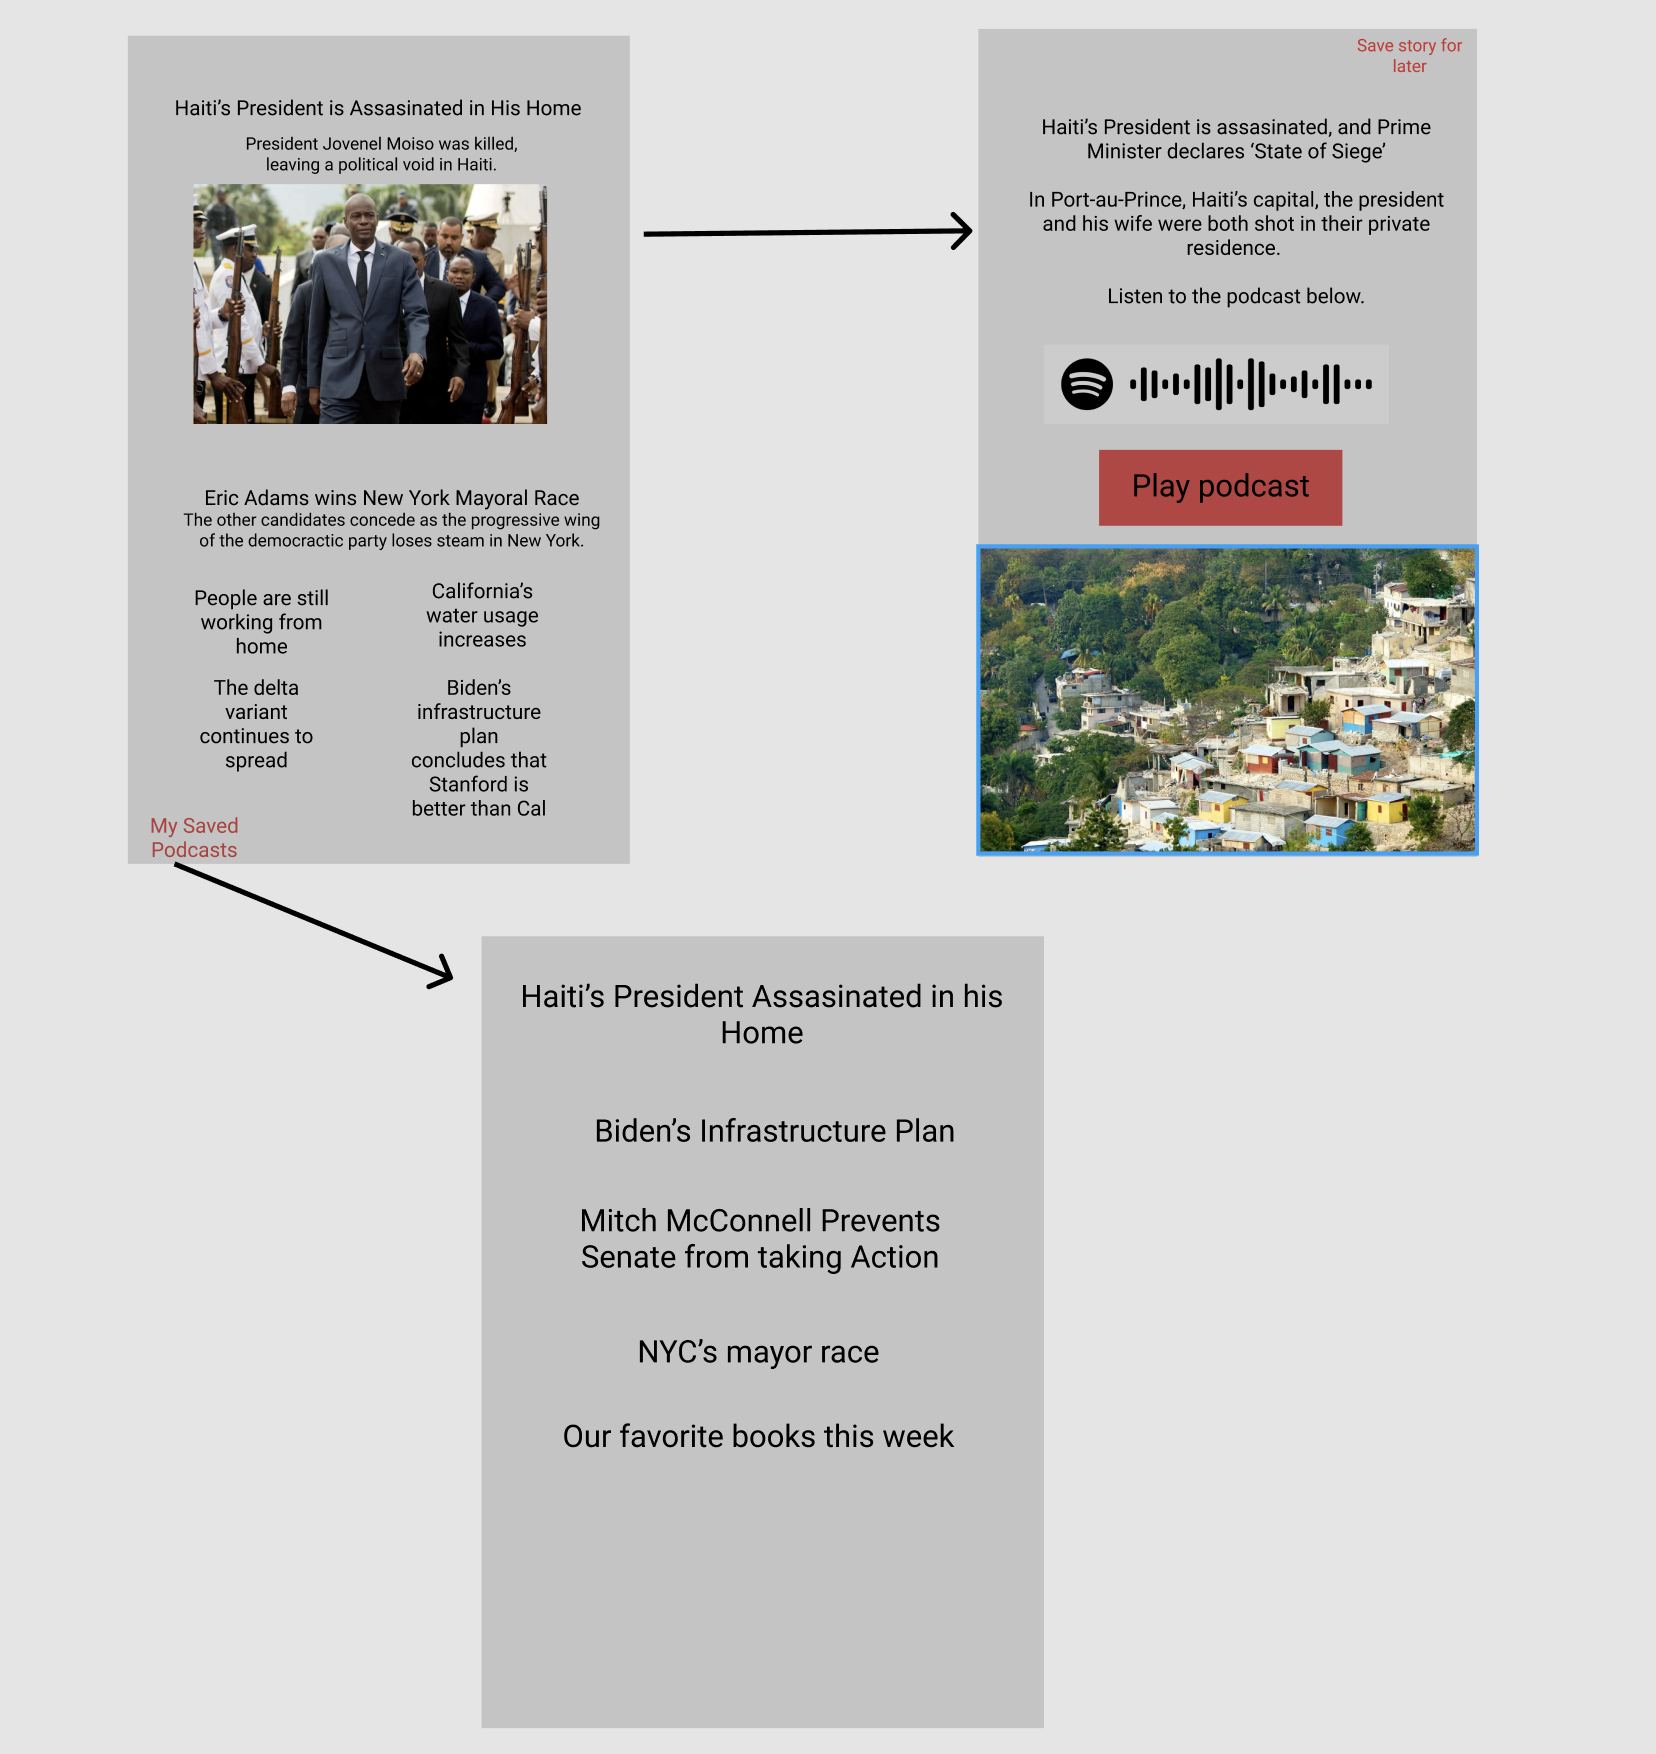 Haiti’s President is Assasinated in His Home
President Jovenel Moiso was killed,
leaving a political void in Haiti.
Eric Adams wins New York Mayoral Race
The other candidates concede as the progressive wing
of the democractic party loses steam in New York.
People are still
working from
home
California’s
water usage
increases
The delta
variant
continues to
spread
Biden’s
infrastructure
plan
concludes that
Stanford is
better than Cal
My Saved
Podcasts
Save story for
later
Haiti’s President is assasinated, and Prime
Minister declares ‘State of Siege’
In Port-au-Prince, Haiti’s capital, the president
and his wife were both shot in their private
residence.
Listen to the podcast below.
Play podcast
Haiti’s President Assasinated in his
Home
Biden’s Infrastructure Plan
Mitch McConnell Prevents
Senate from taking Action
NYC’s mayor race
Our favorite books this week